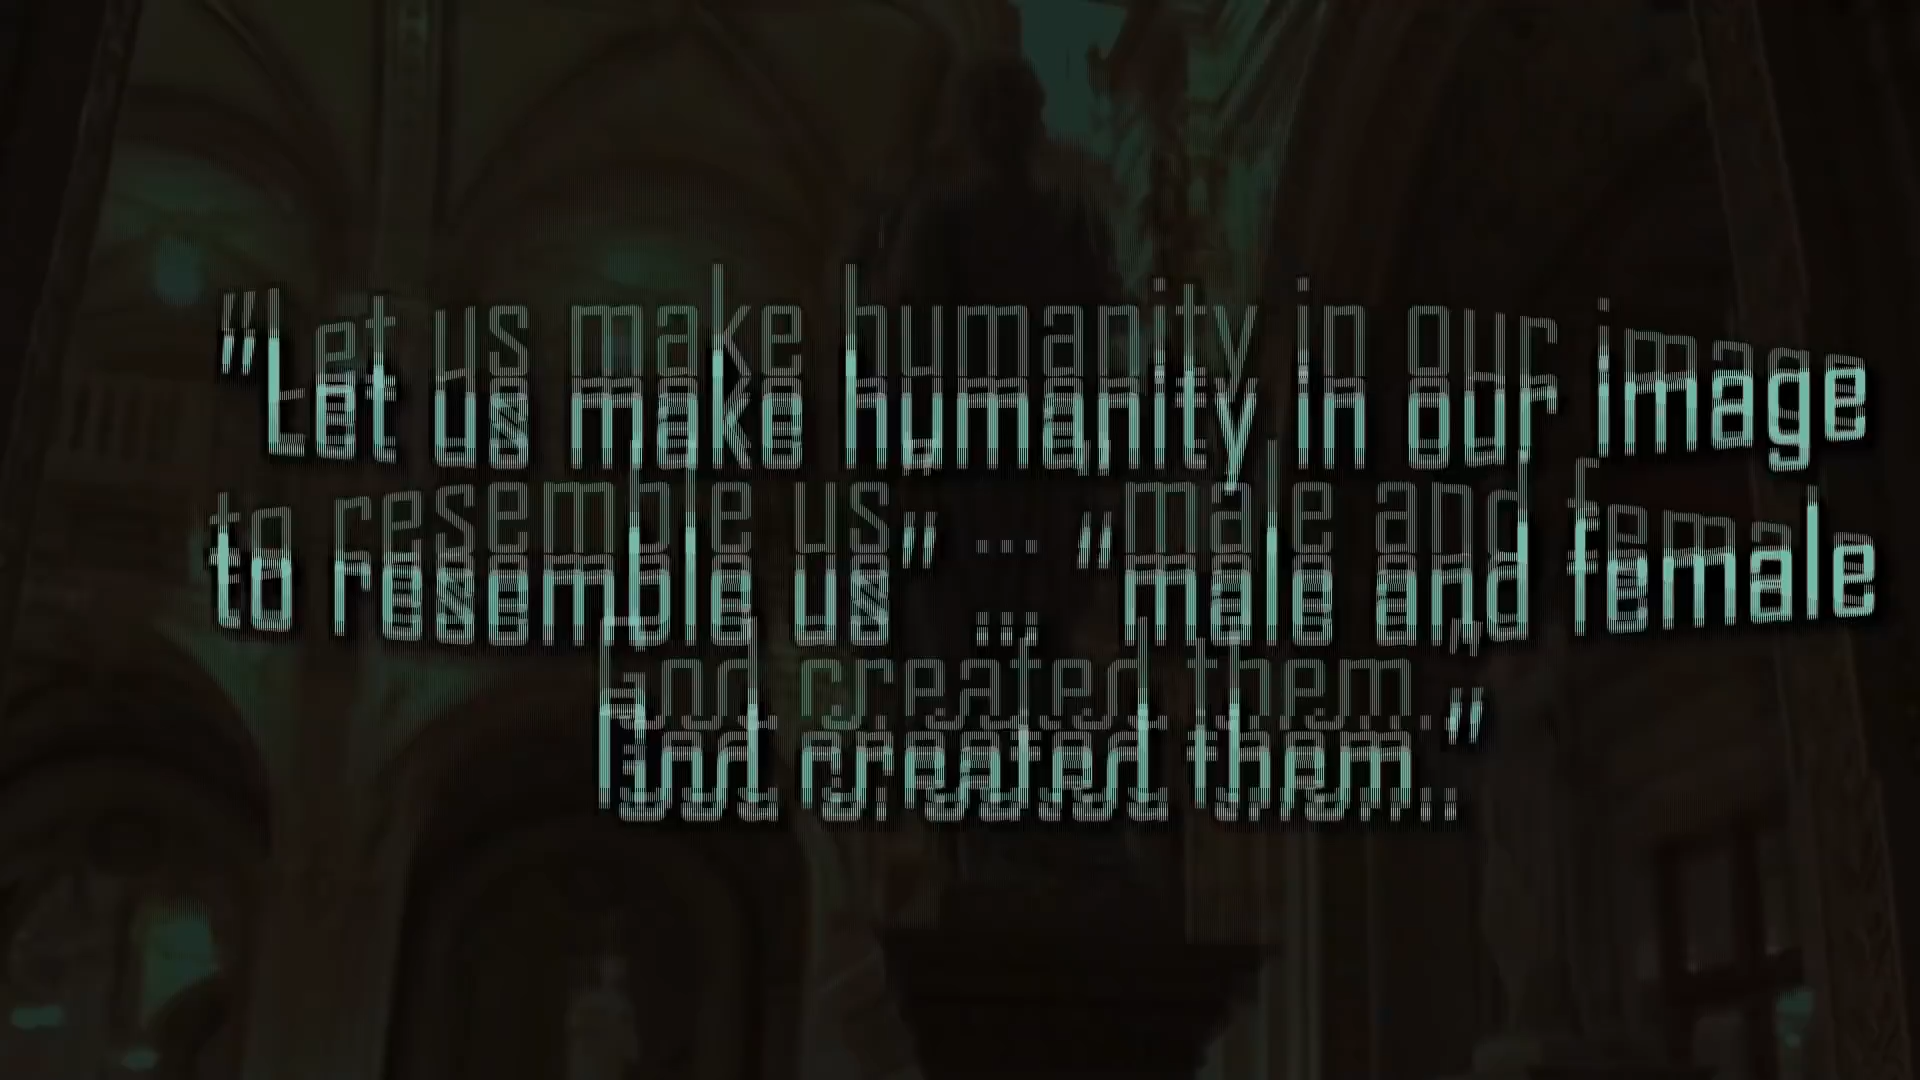 "Let us make humanity in our image
to resemble us" ... "male and female
God created them."